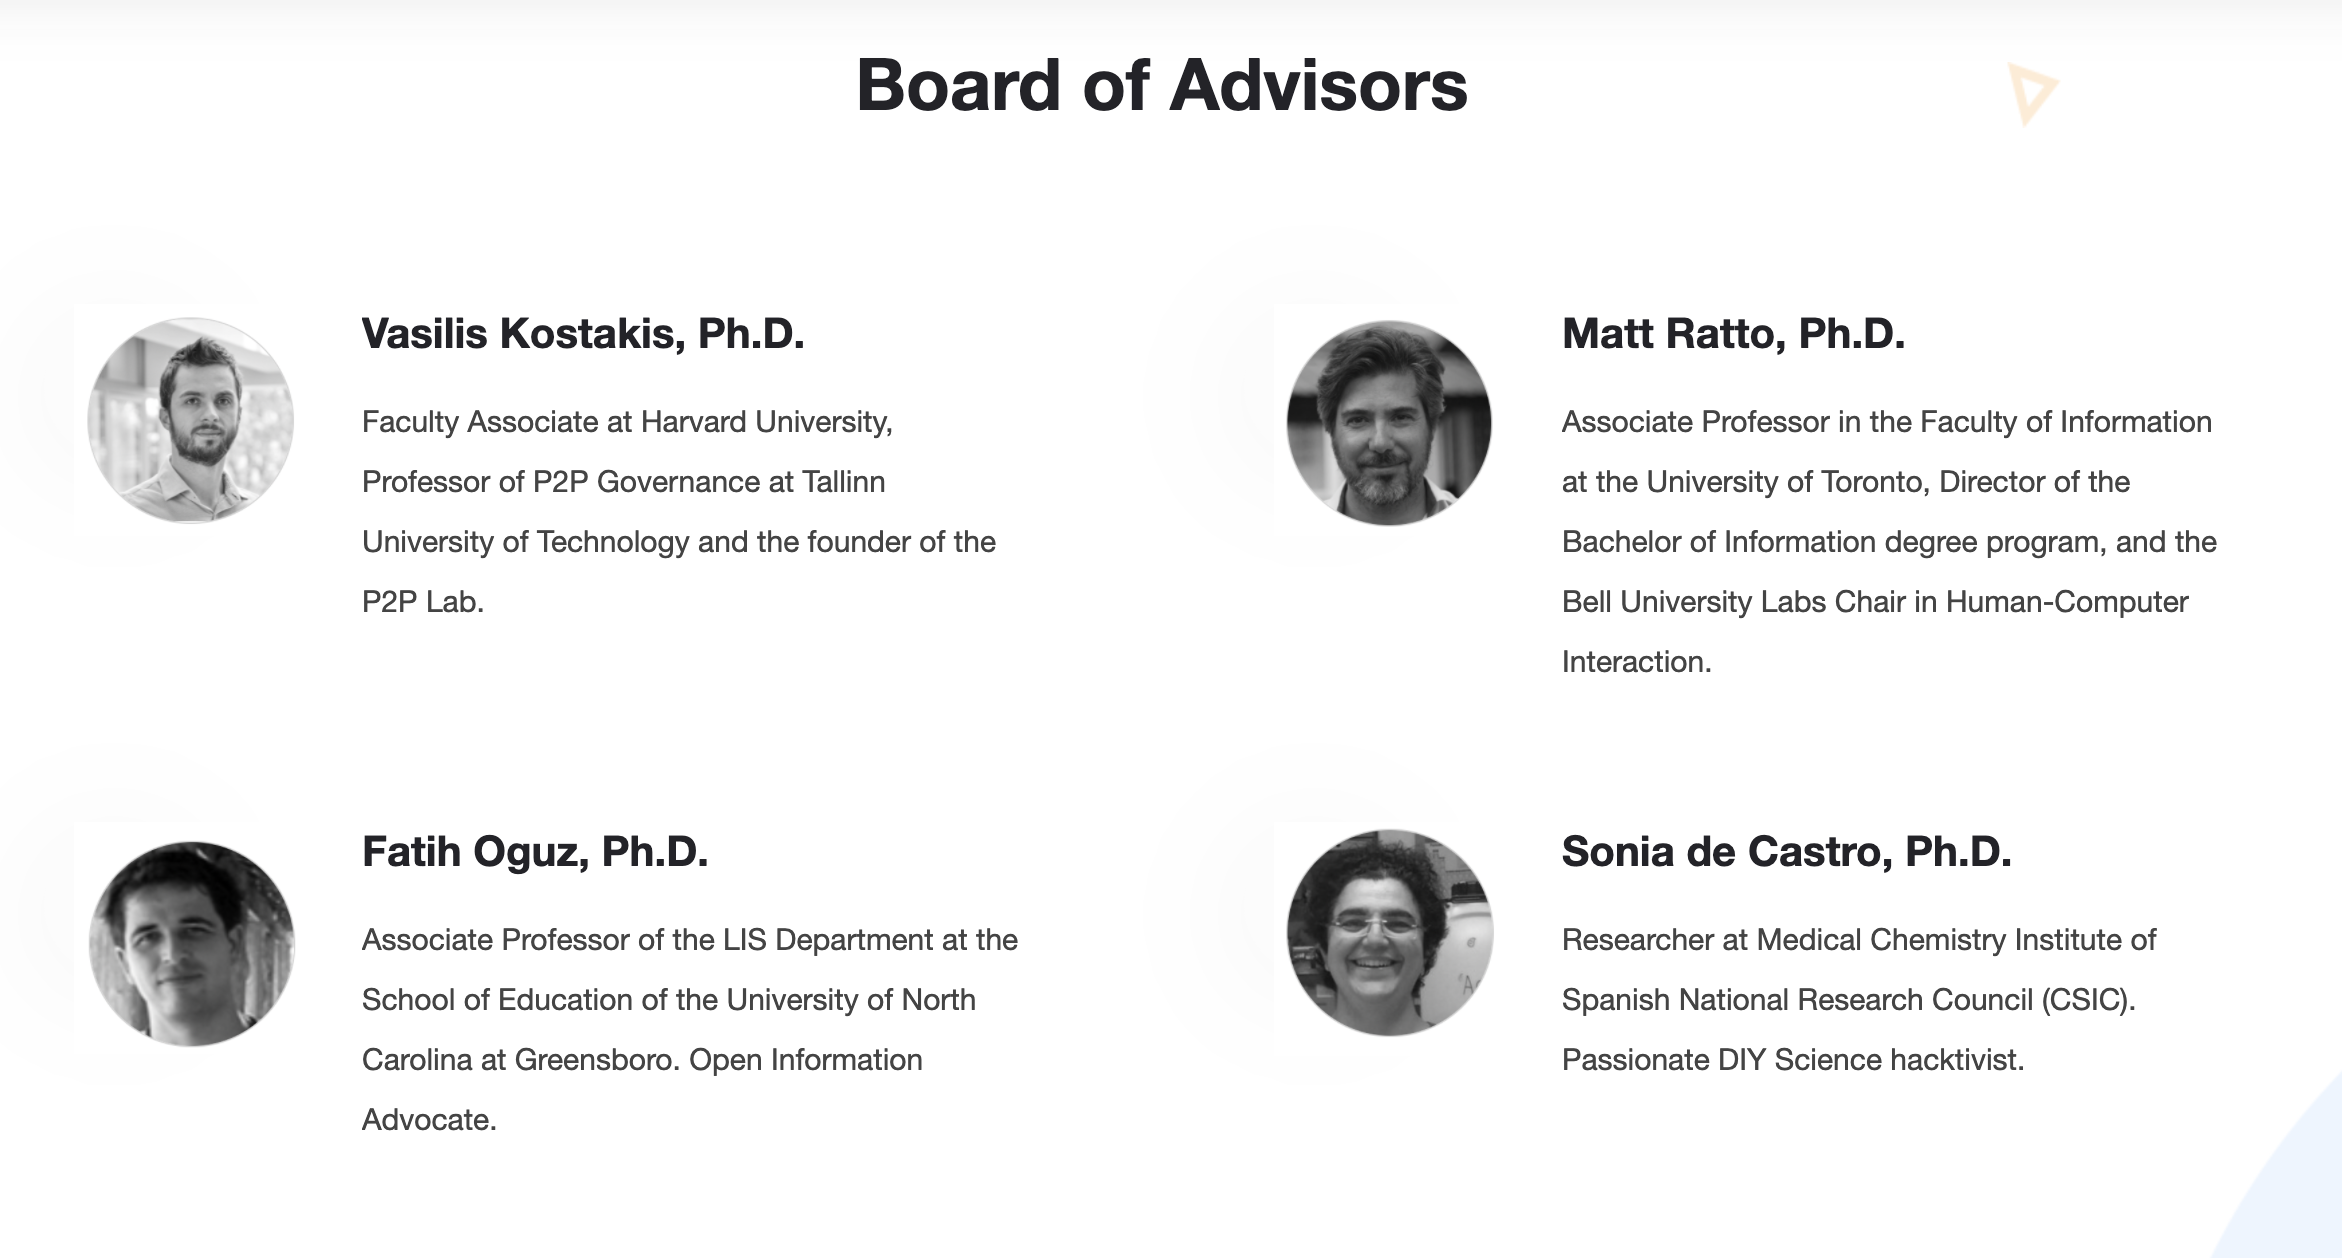 Board of Advisors
Vasilis Kostakis, Ph.D.
Faculty Associate at Harvard University,
Professor of P2P Governance at Tallinn
University of Technology and the founder of the
P2P Lab.
Matt Ratto, Ph.D.
Associate Professor in the Faculty of Information
at the University of Toronto, Director of the
Bachelor of Information degree program, and the
Bell University Labs Chair in Human-Computer
Interaction.
Fatih Oguz, Ph.D.
Associate Professor of the LIS Department at the
School of Education of the University of North
Carolina at Greensboro. Open Information
Advocate.
Sonia de Castro, Ph.D.
Researcher at Medical Chemistry Institute of
Spanish National Research Council (CSIC).
Passionate DIY Science hacktivist.